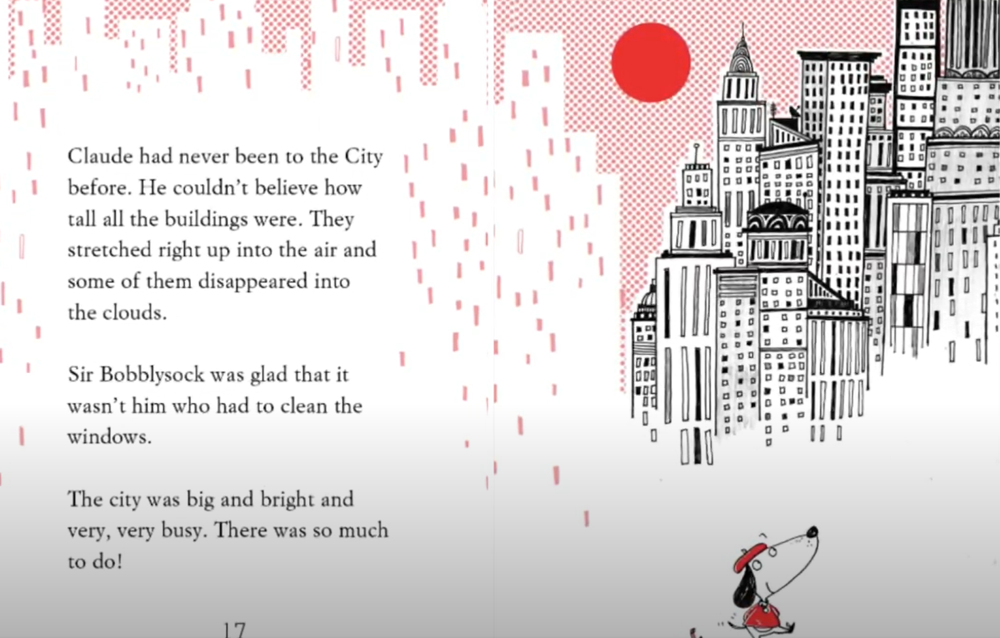 Claude had never been to the City
before. He couldn't believe how
tall all the buildings were. They
stretched right up into the air and
some of them disappeared into
the clouds.
Sir Bobblysock was glad that it
wasn't him who had to clean the
windows.
The city was big and bright and
very, very busy. There was so much
to do!
17